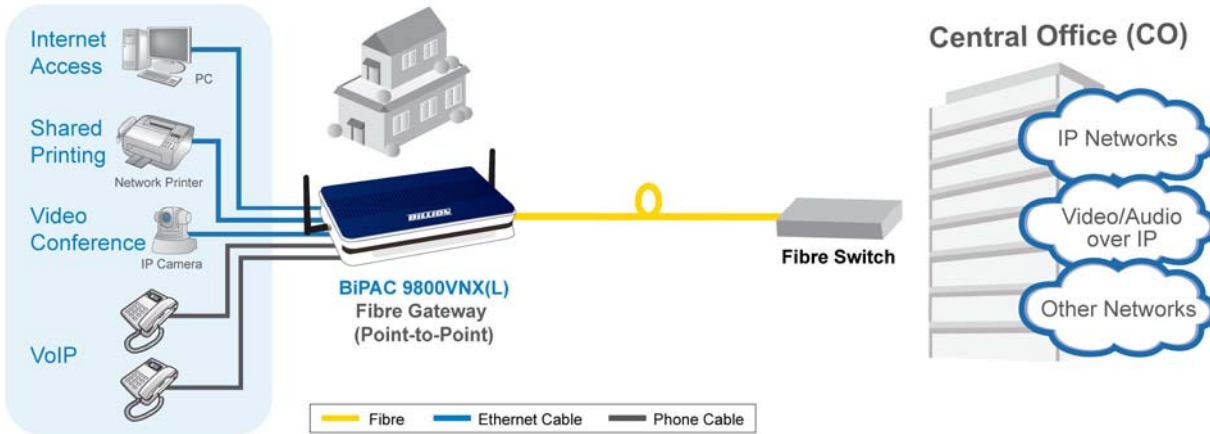 Internet
Access
PC
Shared
Printing
Network Printer
Video
Conference
IP Camera
VoIP
BILLION
BiPAC 9800VNX(L)
Fibre Gateway
(Point-to-Point)
Fibre Switch
Central Office (CO)
IP Networks
Video/Audio
over IP
Other Networks
Fibre
Ethernet Cable
Phone Cable